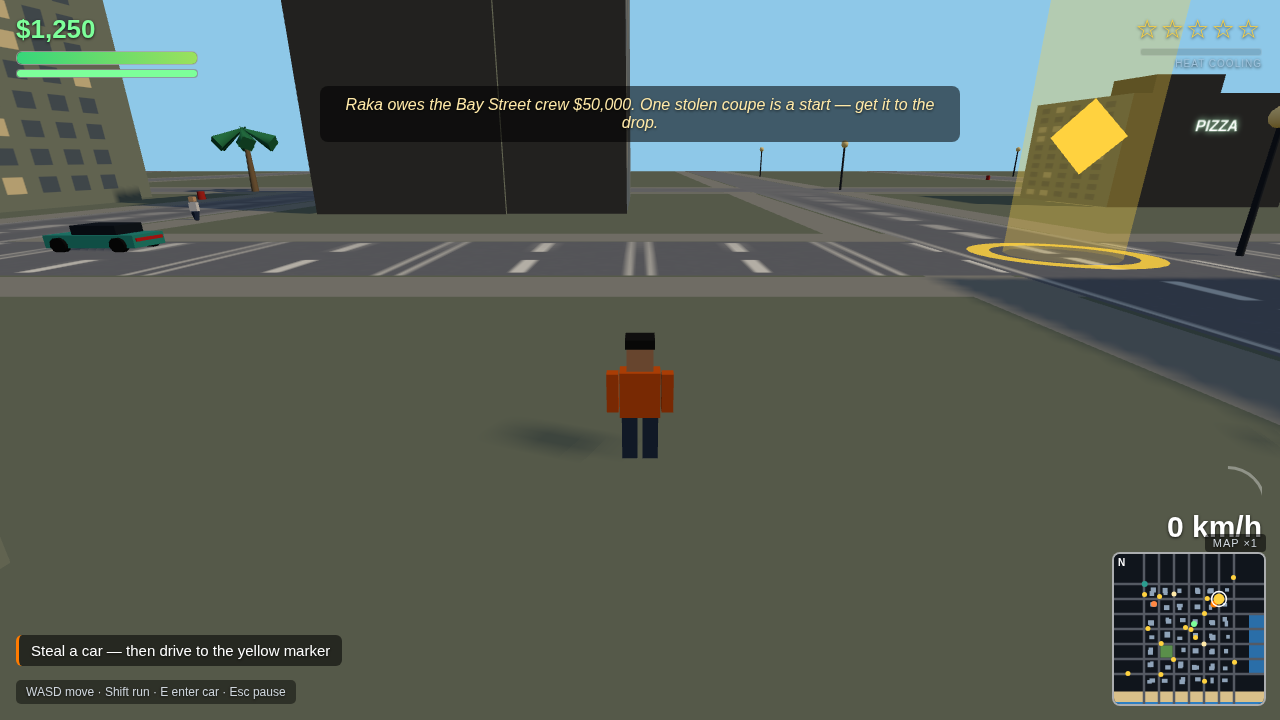 $1,250
☆☆☆☆☆
HEAT COOLING
Raka owes the Bay Street crew $50,000. One stolen coupe is a start — get it to the
drop.
PIZZA
0 km/h
MAP ×1
N
Steal a car — then drive to the yellow marker
WASD move · Shift run · E enter car · Esc pause